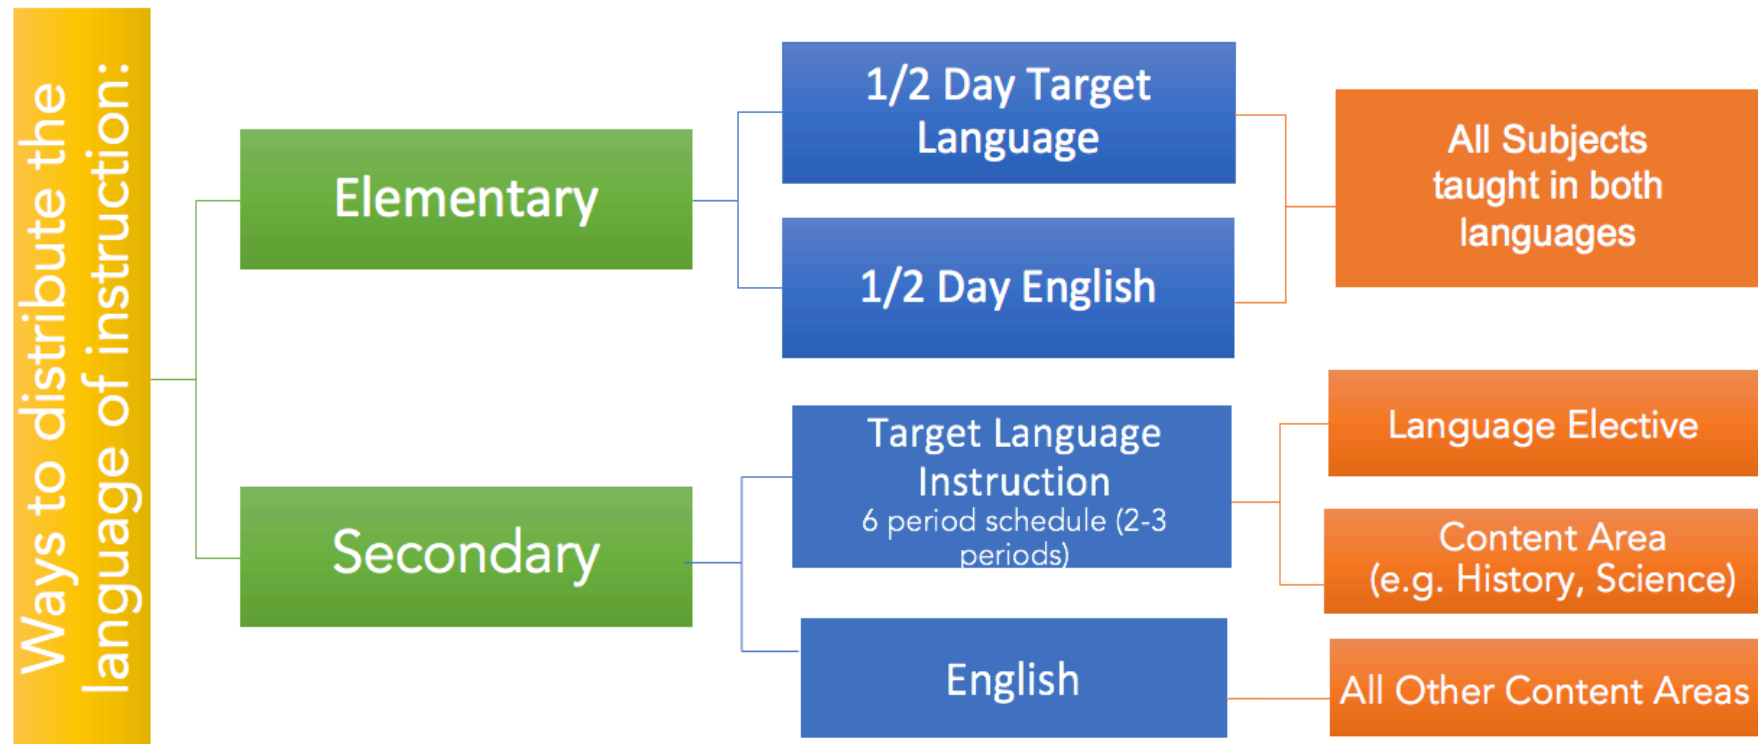 Ways to distribute the
language of instruction:
Elementary
1/2 Day Target
Language
1/2 Day English
All Subjects
taught in both
languages
Secondary
Target Language
Instruction
6 period schedule (2-3
periods)
Language Elective
Content Area
(e.g. History, Science)
English
All Other Content Areas